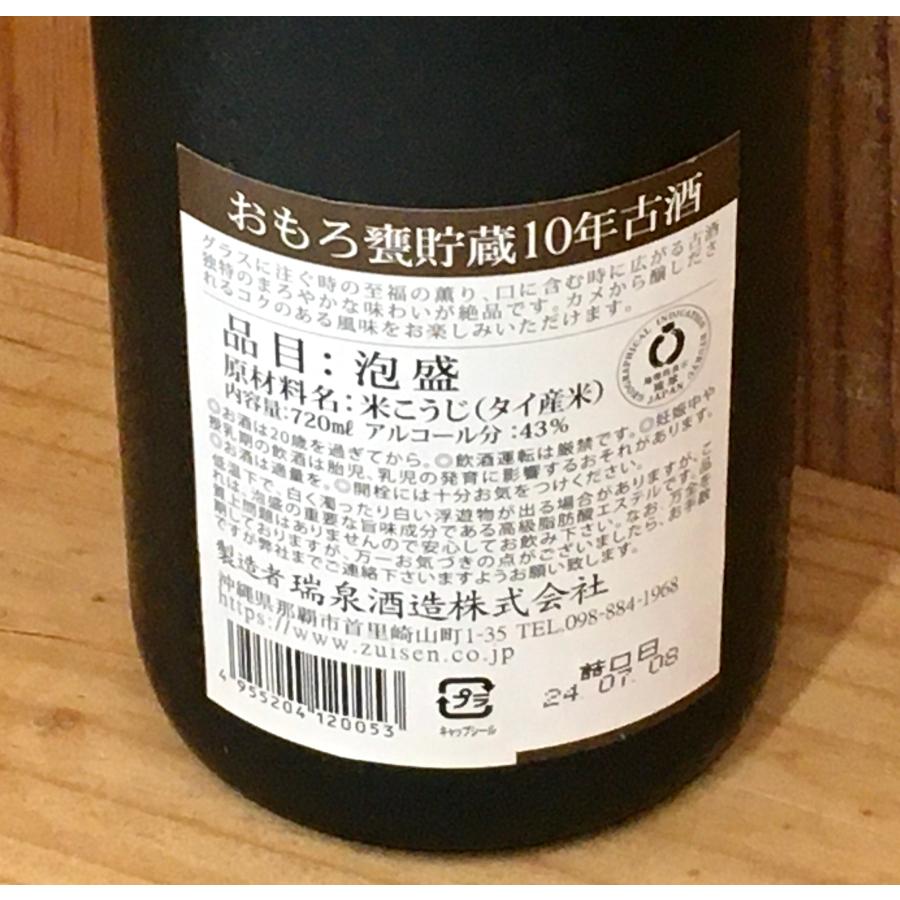 おもろ甕貯蔵10年古酒
グラスに注ぐ時の至福の薫り、口に含む時に広がる古酒
独特のまろやかな味わいが絶品です。カメから醸しださ
れるコクのある風味をお楽しみいただけます。
品目：泡盛
原材料名：米こうじ(タイ産米)
内容量：720㎖ アルコール分：43%
GEOGRAPHICAL INDICATION RYUKYU JAPAN
◎お酒は20歳を過ぎてから。◎飲酒運転は厳禁です。◎妊娠中や
授乳期の飲酒は胎児、乳児の発育に影響するおそれがあります。
◎お酒は適量を。◎開栓には十分お気をつけください。
低温下で、白く濁ったり白い浮遊物が出る場合がありますが、こ
れは、泡盛の重要な旨味成分である高級脂肪酸エステルです。品
質上問題はありませんので安心してお飲み下さい。なお、万全を
期しておりますが、万一お気づきの点がございましたら、お手数
ですが弊社までご連絡下さいますようお願い致します。
製造者 瑞泉酒造株式会社
沖縄県那覇市首里崎山町1-35 TEL.098-884-1968
https://www.zuisen.co.jp
4 955204 120053
プラ
キャップシール
詰口日
24.07.08